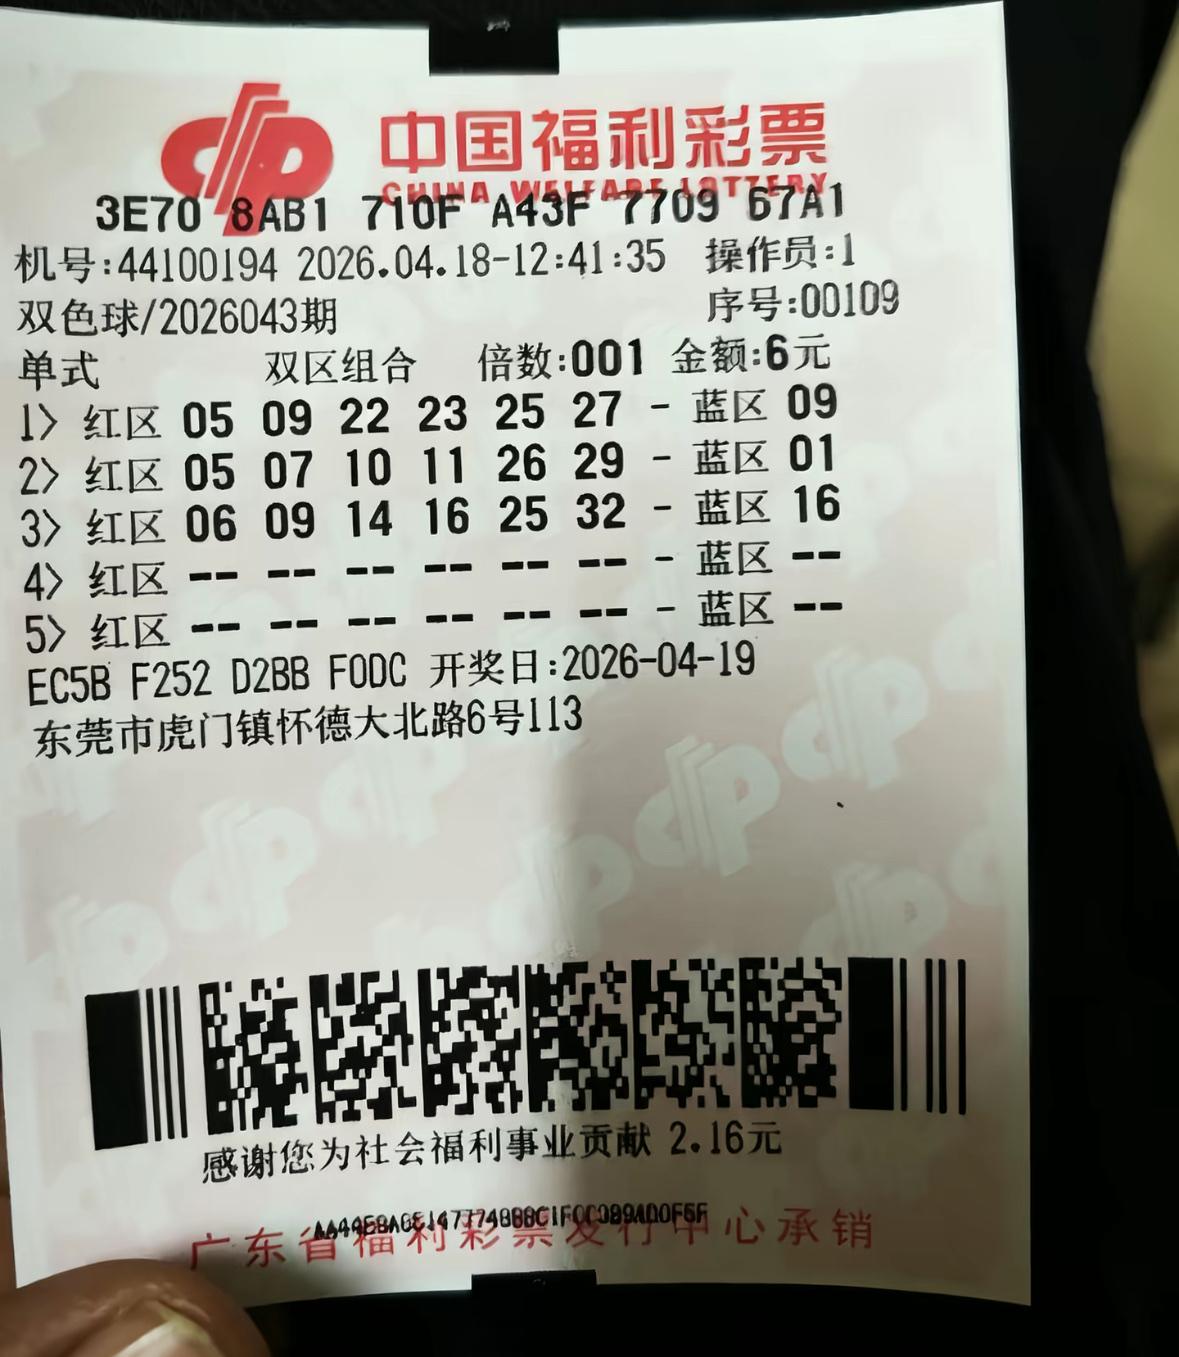 中国福利彩票
CHINA WELFARE LOTTERY
3E70 8AB1 710F A43F 7709 67A1
机号:44100194 2026.04.18-12:41:35 操作员:1
双色球/2026043期 序号:00109
单式 双区组合 倍数:001 金额:6元
1> 红区 05 09 22 23 25 27 - 蓝区 09
2> 红区 05 07 10 11 26 29 - 蓝区 01
3> 红区 06 09 14 16 25 32 - 蓝区 16
4> 红区 -- -- -- -- -- -- - 蓝区 --
5> 红区 -- -- -- -- -- -- - 蓝区 --
EC5B F252 D2BB F0DC 开奖日:2026-04-19
东莞市虎门镇怀德大北路6号113
感谢您为社会福利事业贡献 2.16元
广东省福利彩票发行中心承销